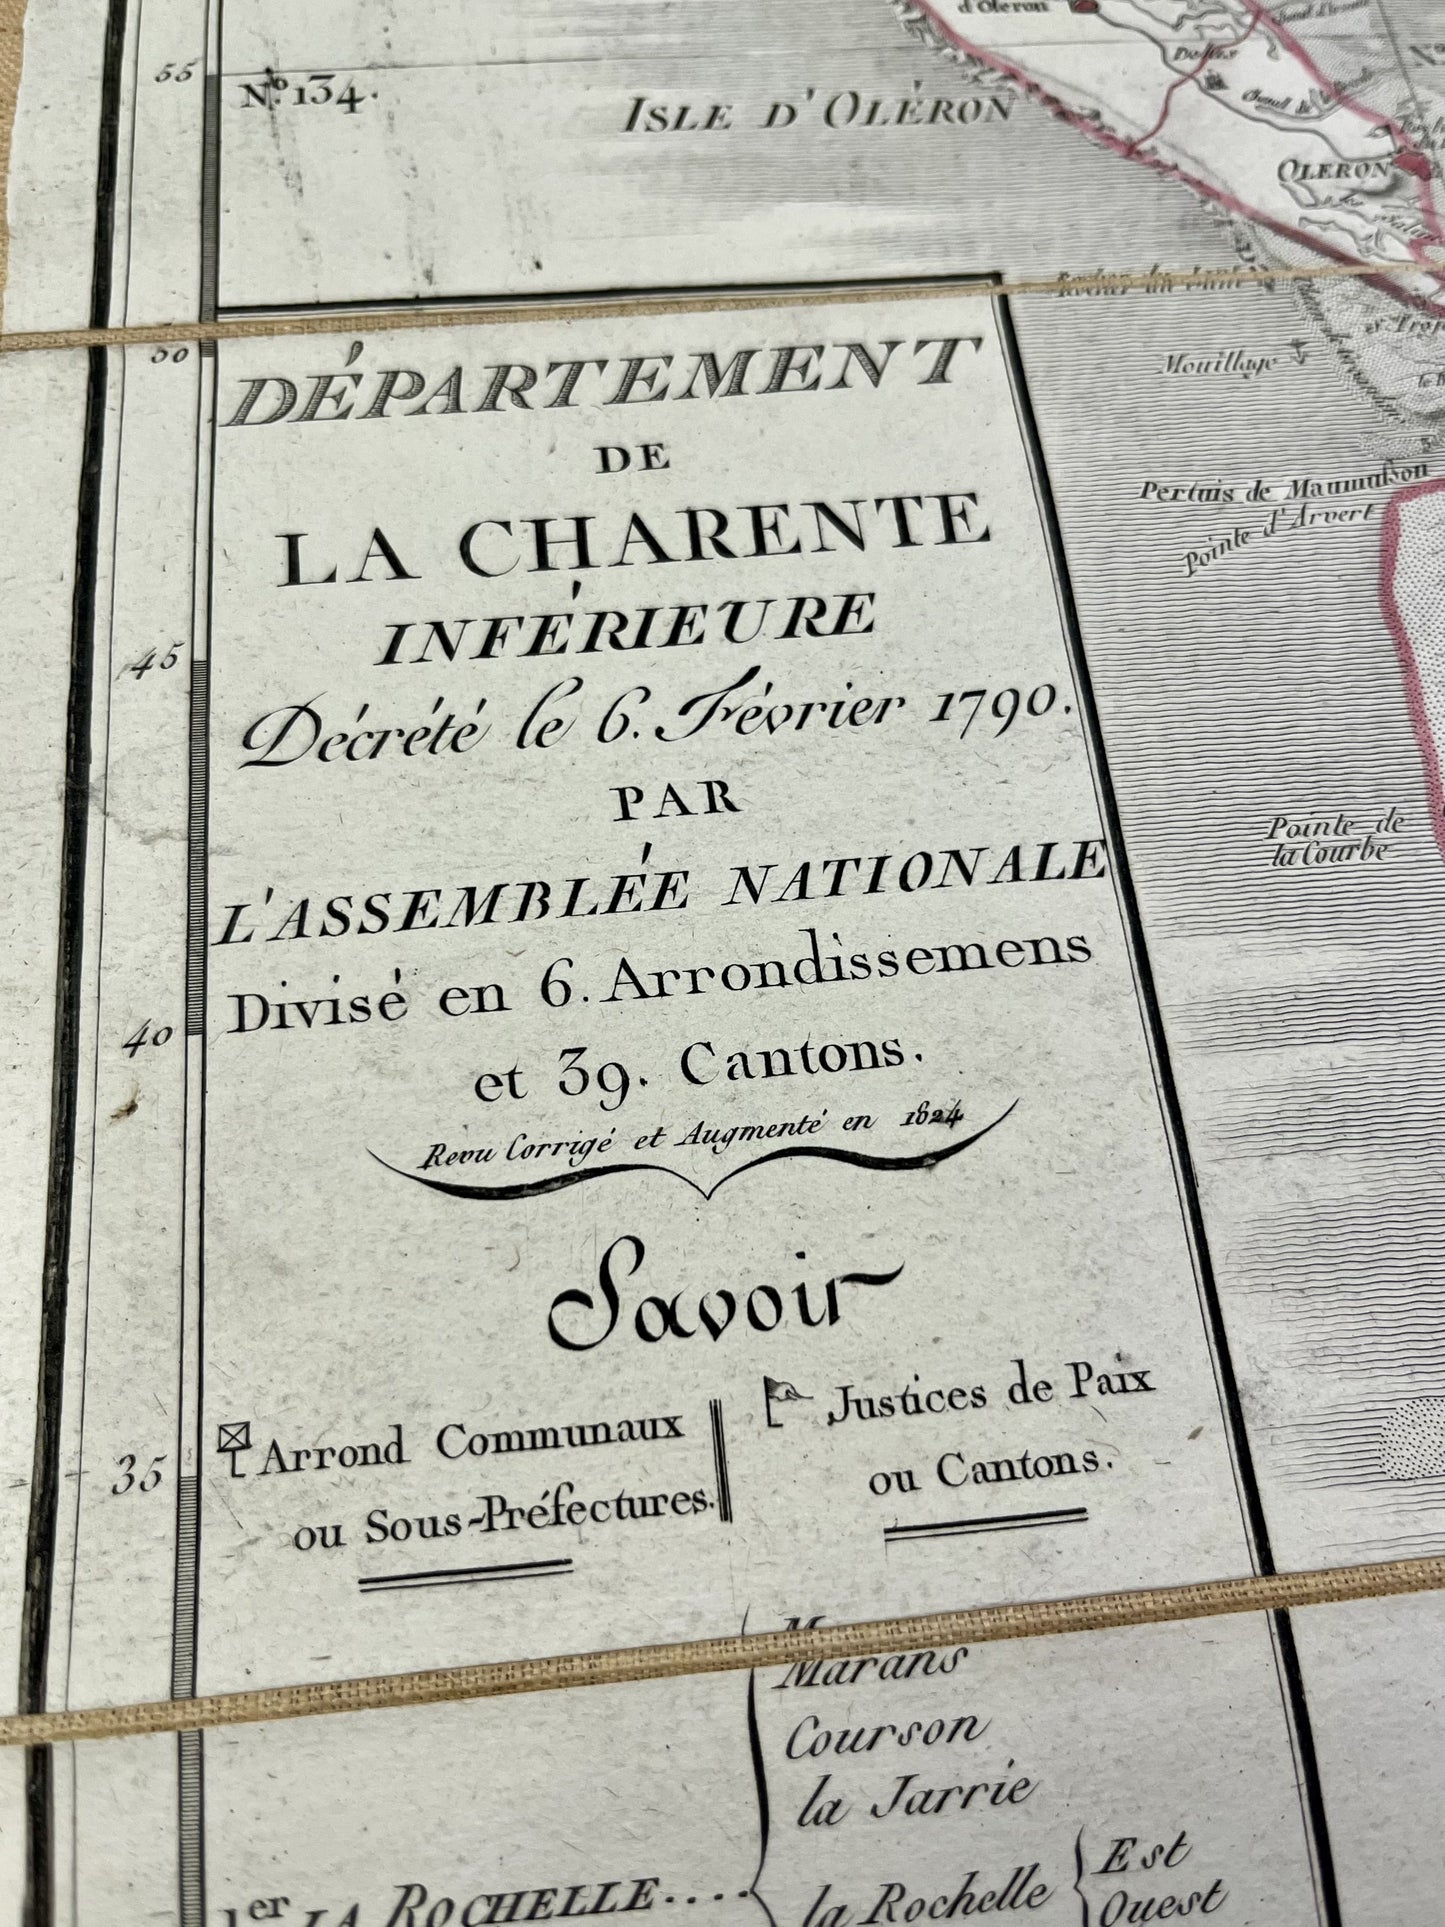 d'Oleron
55
N.º 134.
ISLE D'OLÉRON
Dolus
OLERON
50
DÉPARTEMENT
DE
LA CHARENTE
INFÉRIEURE
Mouillage
Pertuis de Maumusson
Pointe d'Arvert
45
Décrété le 6. Février 1790.
PAR
L'ASSEMBLÉE NATIONALE
Pointe de
la Courbe
Divisé en 6. Arrondissemens
40
et 39. Cantons.
Revu Corrigé et Augmenté en 1824
Savoir
Arrond Communaux
ou Sous-Préfectures.
Justices de Paix
ou Cantons.
35
Marans
Courson
la Jarrie
1er LA ROCHELLE....
la Rochelle
Est
Ouest